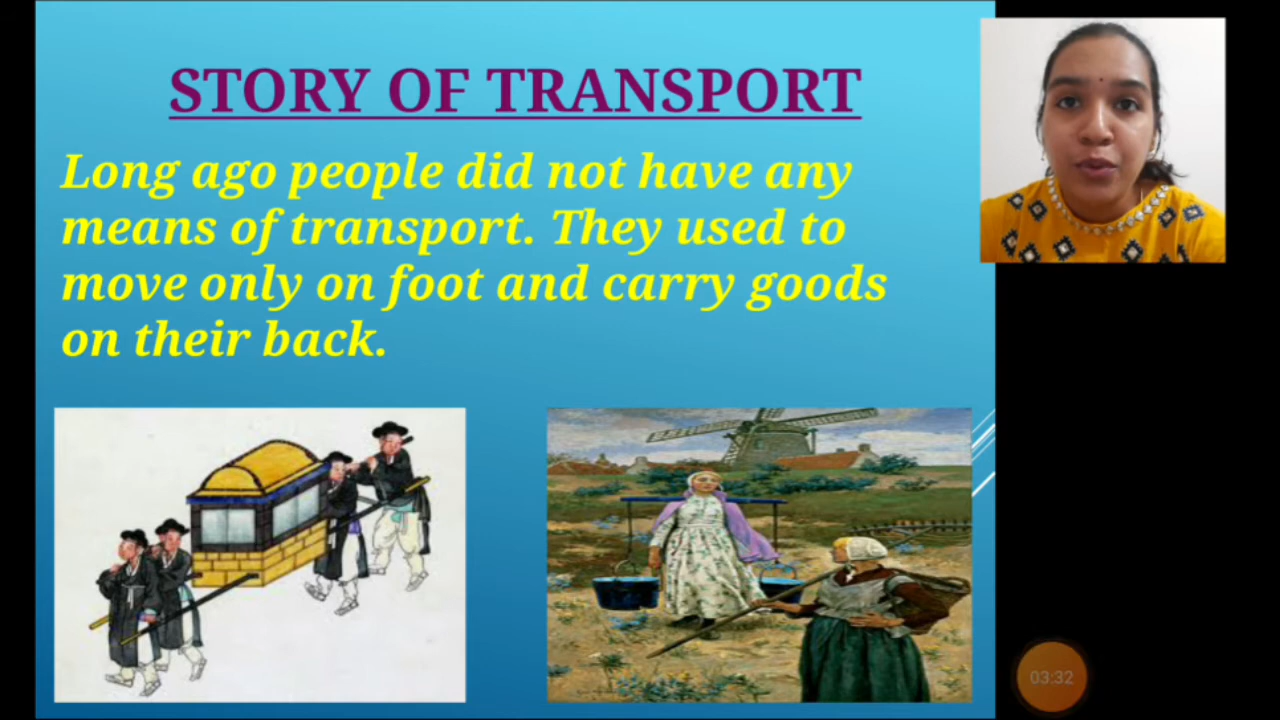 STORY OF TRANSPORT
Long ago people did not have any
means of transport. They used to
move only on foot and carry goods
on their back.
03:32